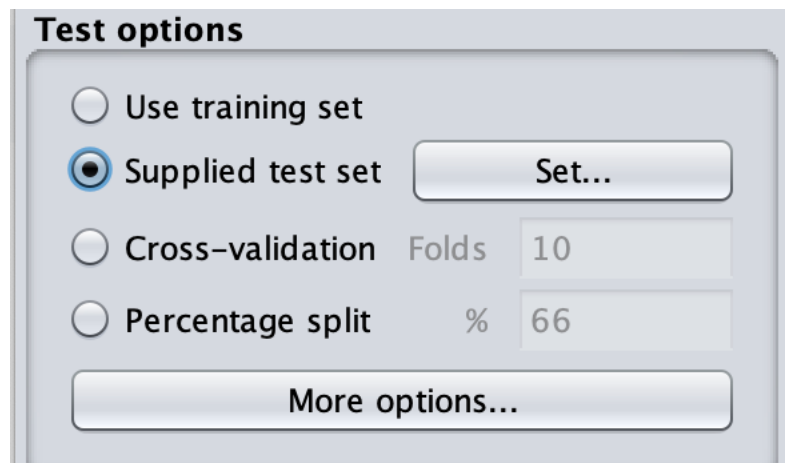 Test options
Use training set
Supplied test set Set...
Cross-validation Folds 10
Percentage split % 66
More options...